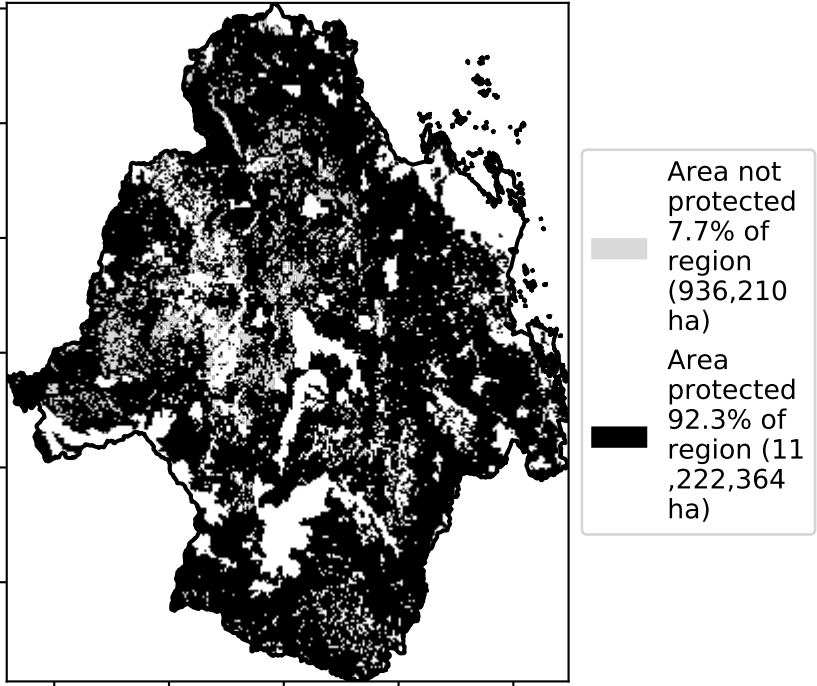 Area not
protected
7.7% of
region
(936,210
ha)
Area
protected
92.3% of
region (11
,222,364
ha)